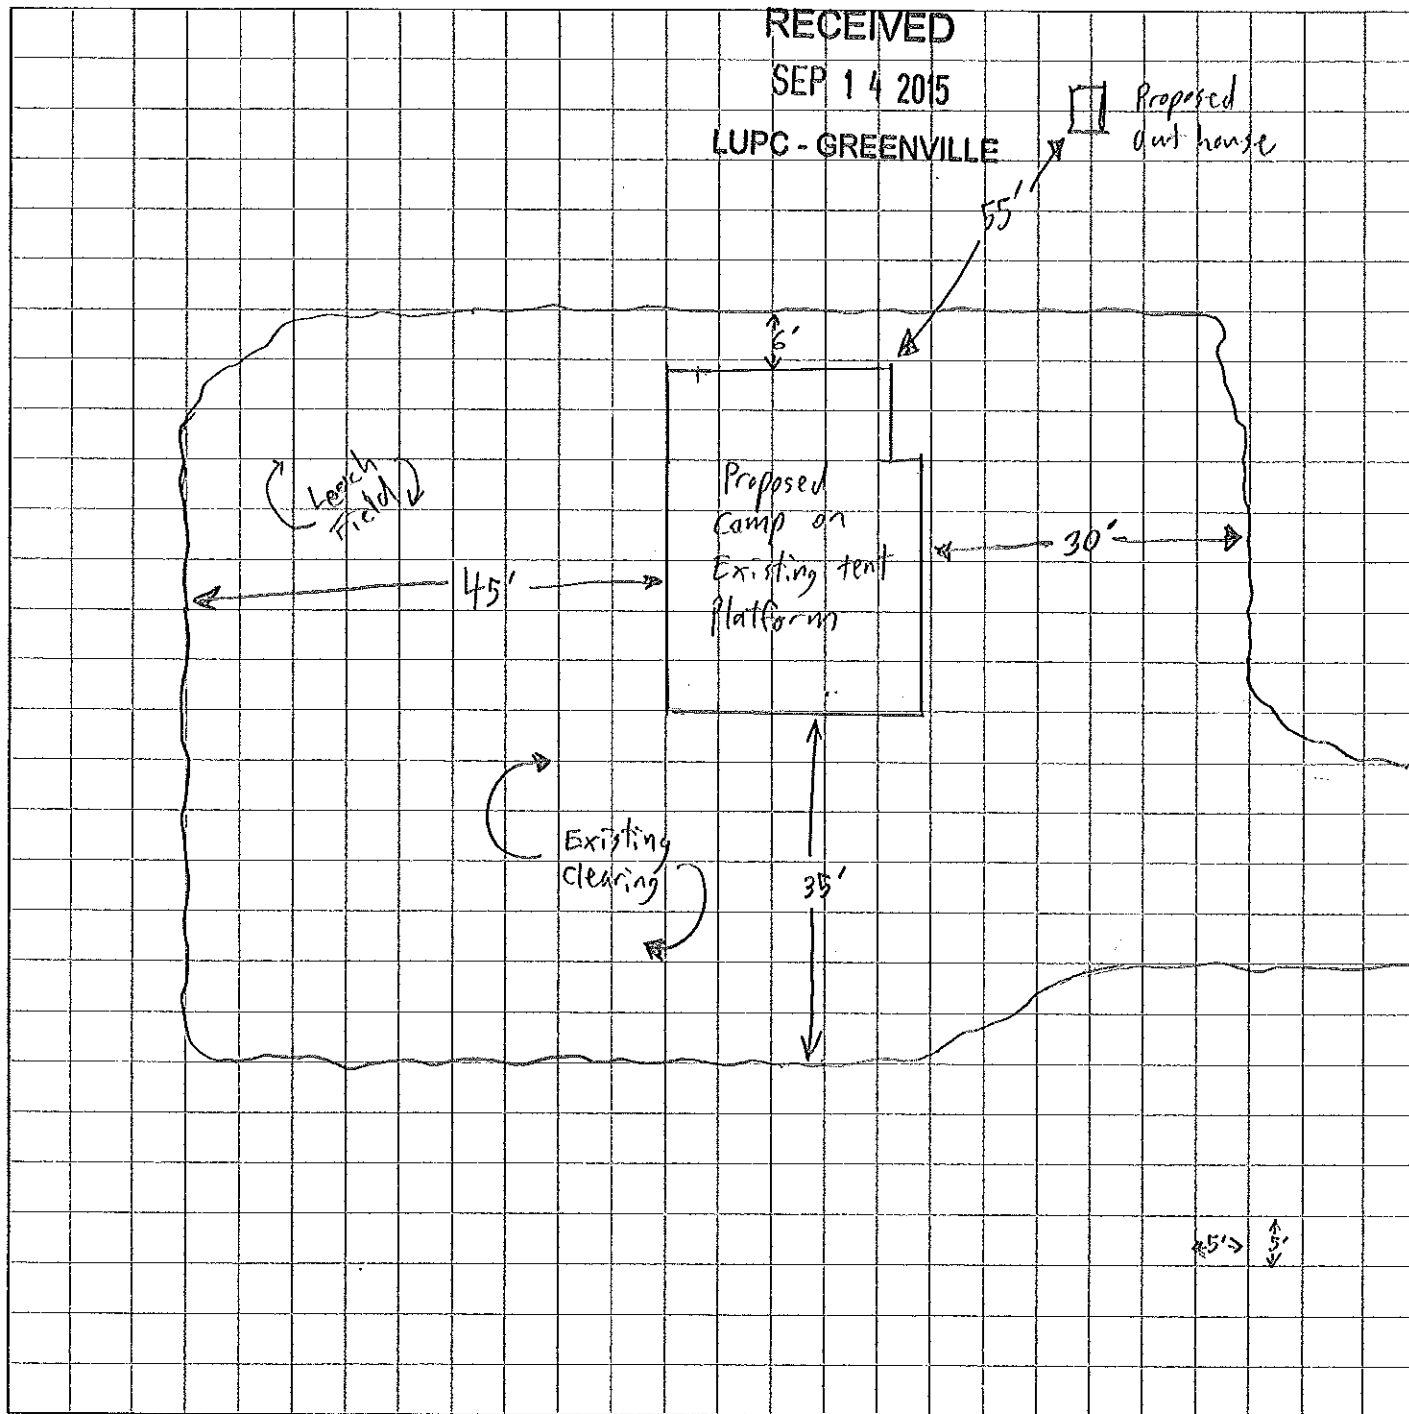 RECEIVED
SEP 14 2015
LUPC - GREENVILLE
Proposed
out house
55'
6'
Leach
Field
Proposed
Camp on
Existing tent
Platform
30'
45'
Existing
Clearing
35'
5'
5'